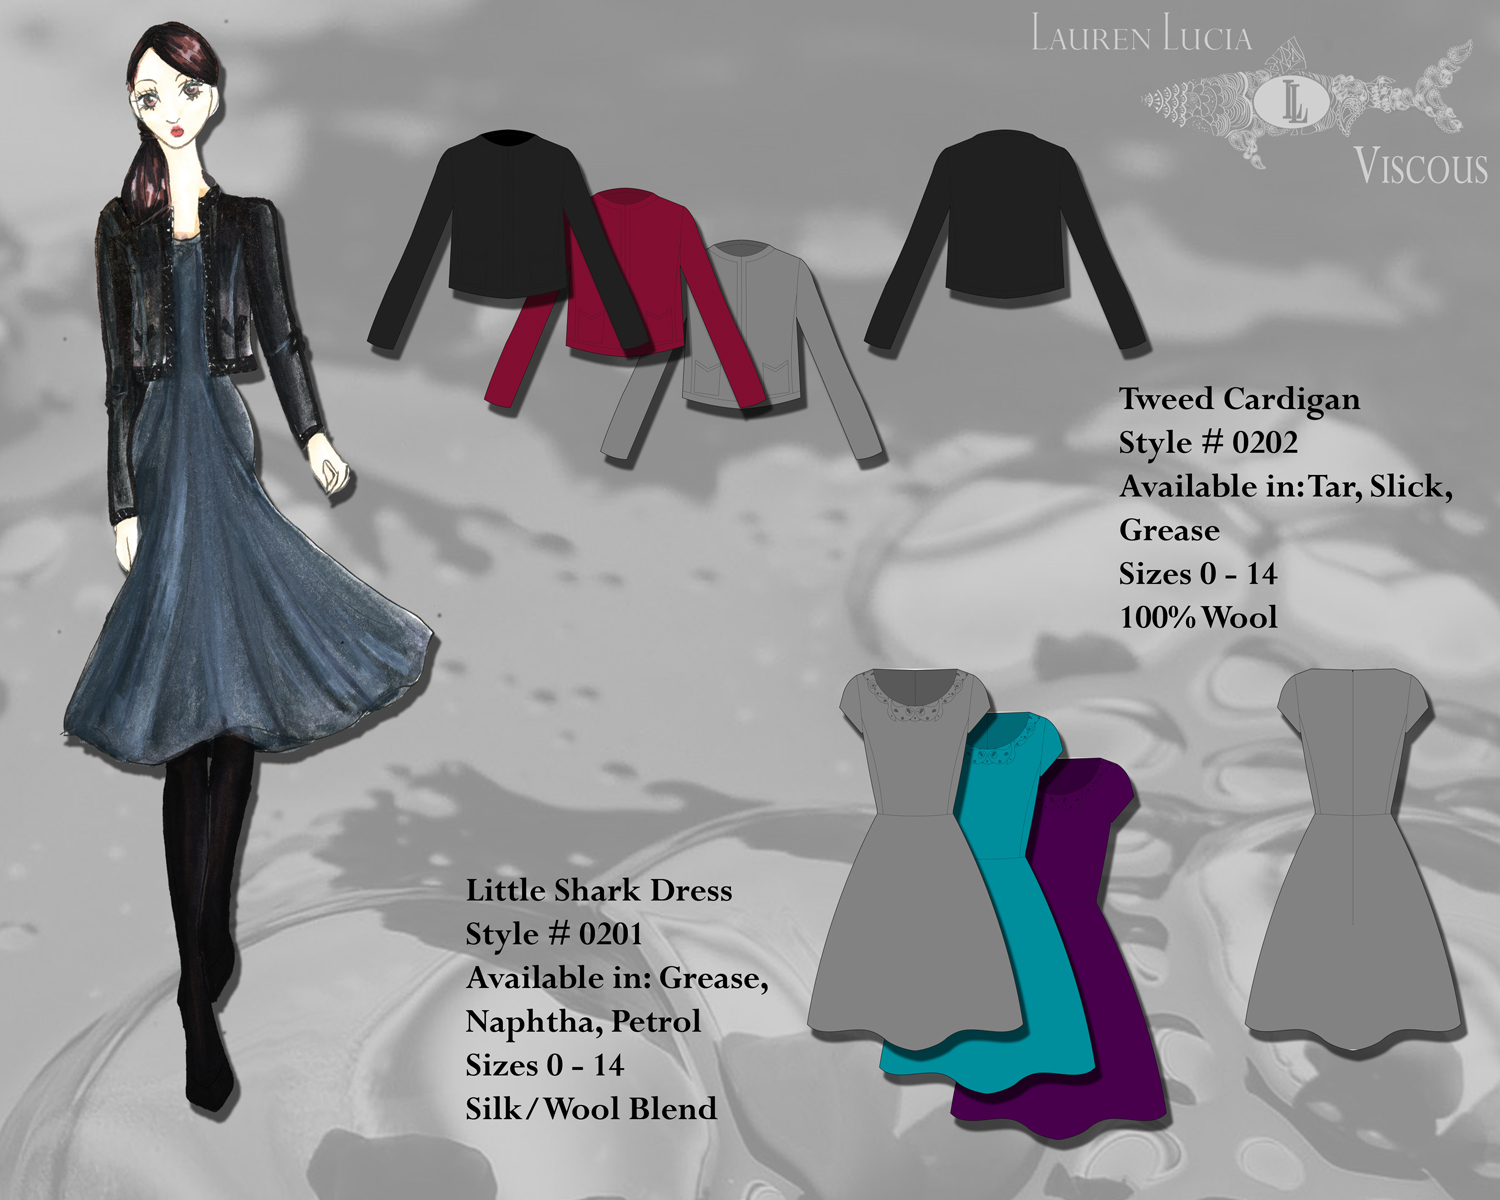 LAUREN LUCIA
LL
VISCOUS
Tweed Cardigan
Style # 0202
Available in: Tar, Slick,
Grease
Sizes 0 - 14
100% Wool
Little Shark Dress
Style # 0201
Available in: Grease,
Naphtha, Petrol
Sizes 0 - 14
Silk/Wool Blend